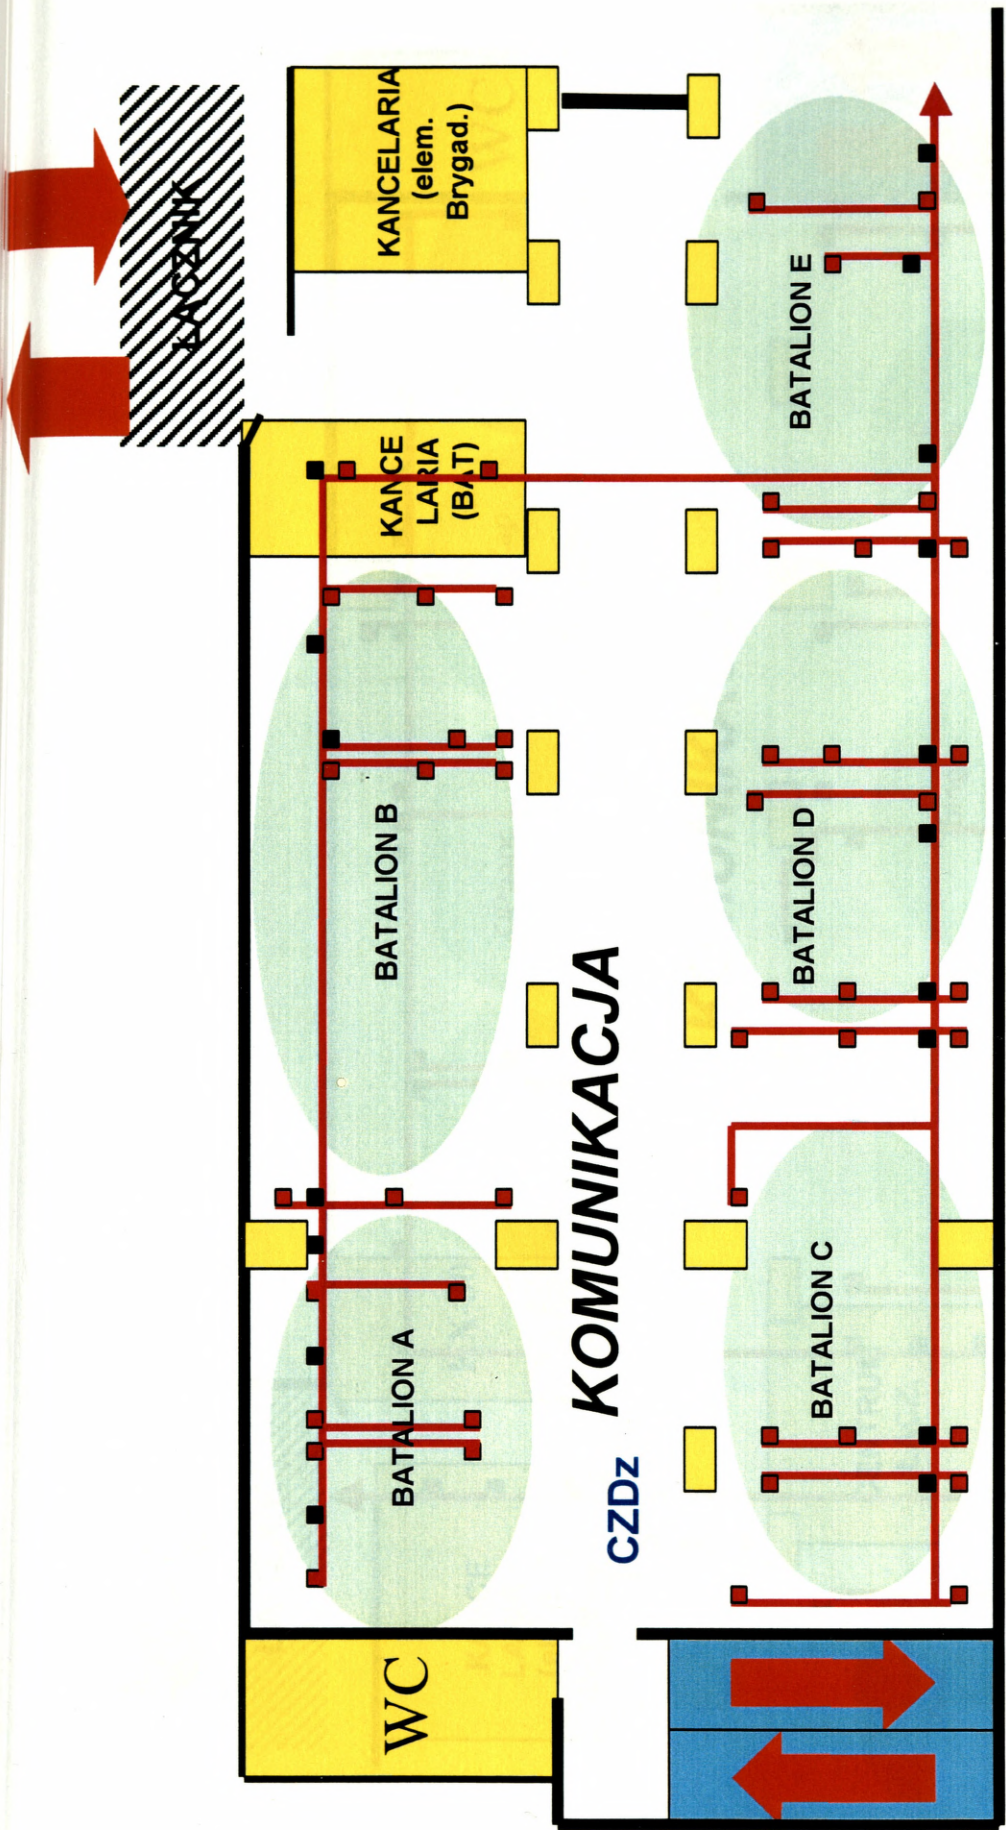 ŁĄCZNIK
KANCELARIA
(elem.
Brygad.)
KANCE
LARIA
(BAT)
BATALION E
BATALION B
BATALION D
KOMUNIKACJA
CZDz
BATALION A
BATALION C
WC